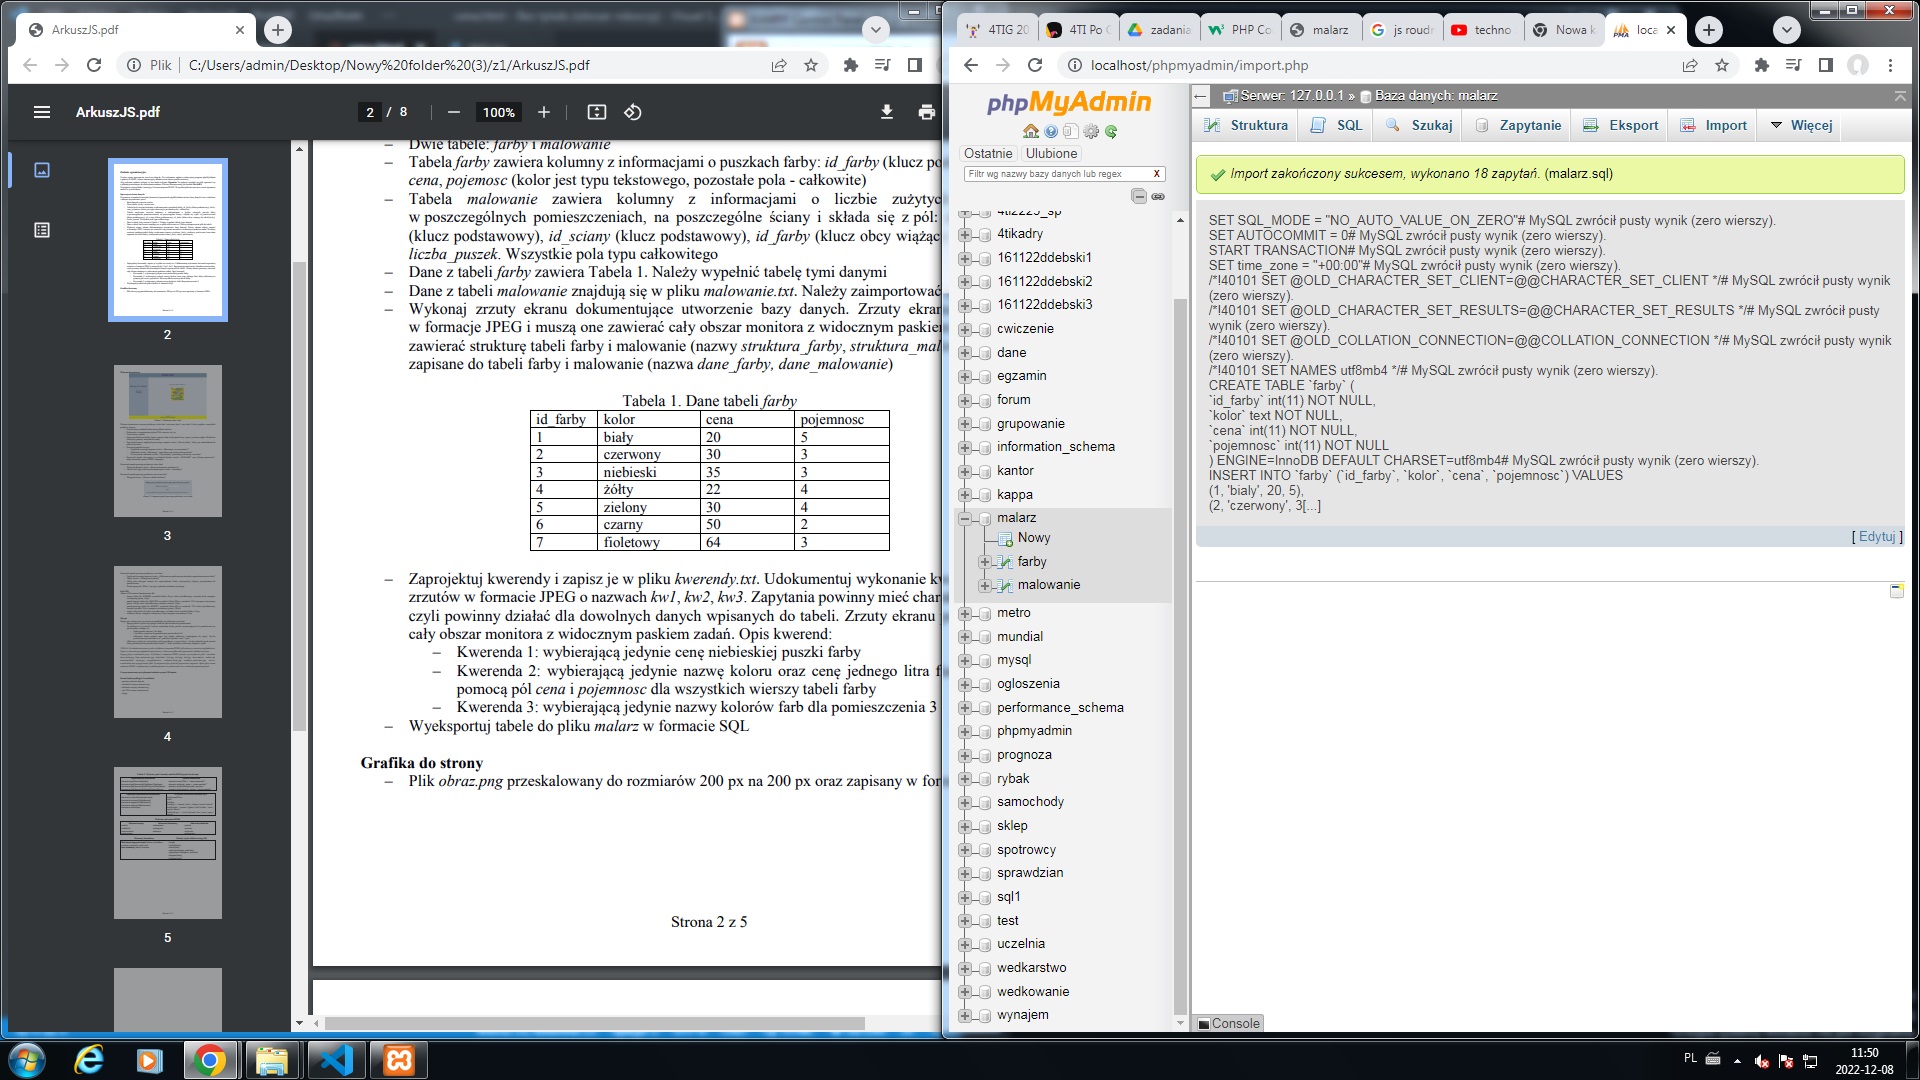 ArkuszJS.pdf
Plik
C:/Users/admin/Desktop/Nowy%20folder%20(3)/z1/ArkuszJS.pdf
ArkuszJS.pdf
2 / 8
100%
2
3
4
5
– Dwie tabele: farby i malowanie
– Tabela farby zawiera kolumny z informacjami o puszkach farby: id_farby (klucz po
cena, pojemosc (kolor jest typu tekstowego, pozostałe pola - całkowite)
– Tabela malowanie zawiera kolumny z informacjami o liczbie zużytyc
w poszczególnych pomieszczeniach, na poszczególne ściany i składa się z pól:
(klucz podstawowy), id_sciany (klucz podstawowy), id_farby (klucz obcy wiążąc
liczba_puszek. Wszystkie pola typu całkowitego
– Dane z tabeli farby zawiera Tabela 1. Należy wypełnić tabelę tymi danymi
– Dane z tabeli malowanie znajdują się w pliku malowanie.txt. Należy zaimportować
– Wykonaj zrzuty ekranu dokumentujące utworzenie bazy danych. Zrzuty ekran
w formacje JPEG i muszą one zawierać cały obszar monitora z widocznym paskie
zawierać strukturę tabeli farby i malowanie (nazwy struktura_farby, struktura_mal
zapisane do tabeli farby i malowanie (nazwa dane_farby, dane_malowanie)
Tabela 1. Dane tabeli farby
id_farby kolor cena pojemnosc
1 biały 20 5
2 czerwony 30 3
3 niebieski 35 3
4 żółty 22 4
5 zielony 30 4
6 czarny 50 2
7 fioletowy 64 3
– Zaprojektuj kwerendy i zapisz je w pliku kwerendy.txt. Udokumentuj wykonanie kw
zrzutów w formacie JPEG o nazwach kw1, kw2, kw3. Zapytania powinny mieć char
czyli powinny działać dla dowolnych danych wpisanych do tabeli. Zrzuty ekranu
cały obszar monitora z widocznym paskiem zadań. Opis kwerend:
– Kwerenda 1: wybierającą jedynie cenę niebieskiej puszki farby
– Kwerenda 2: wybierającą jedynie nazwę koloru oraz cenę jednego litra f
pomocą pól cena i pojemnosc dla wszystkich wierszy tabeli farby
– Kwerenda 3: wybierającą jedynie nazwy kolorów farb dla pomieszczenia 3
– Wyeksportuj tabele do pliku malarz w formacie SQL
Grafika do strony
– Plik obraz.png przeskalowany do rozmiarów 200 px na 200 px oraz zapisany w for
Strona 2 z 5
4TIG 20
4TI Po
zadania
PHP Co
malarz
js roud
techno
Nowa k
loca
localhost/phpmyadmin/import.php
phpMyAdmin
Ostatnie Ulubione
Filtr wg nazwy bazy danych lub regex X
4ti2225_sp
4tikadry
161122ddebski1
161122ddebski2
161122ddebski3
cwiczenie
dane
egzamin
forum
grupowanie
information_schema
kantor
kappa
malarz
Nowy
farby
malowanie
metro
mundial
mysql
ogloszenia
performance_schema
phpmyadmin
prognoza
rybak
samochody
sklep
spotrowcy
sprawdzian
sql1
test
uczelnia
wedkarstwo
wedkowanie
wynajem
Serwer: 127.0.0.1 » Baza danych: malarz
Struktura SQL Szukaj Zapytanie Eksport Import Więcej
Import zakończony sukcesem, wykonano 18 zapytań. (malarz.sql)
SET SQL_MODE = "NO_AUTO_VALUE_ON_ZERO"# MySQL zwrócił pusty wynik (zero wierszy).
SET AUTOCOMMIT = 0# MySQL zwrócił pusty wynik (zero wierszy).
START TRANSACTION# MySQL zwrócił pusty wynik (zero wierszy).
SET time_zone = "+00:00"# MySQL zwrócił pusty wynik (zero wierszy).
/*!40101 SET @OLD_CHARACTER_SET_CLIENT=@@CHARACTER_SET_CLIENT */# MySQL zwrócił pusty wynik
(zero wierszy).
/*!40101 SET @OLD_CHARACTER_SET_RESULTS=@@CHARACTER_SET_RESULTS */# MySQL zwrócił pusty
wynik (zero wierszy).
/*!40101 SET @OLD_COLLATION_CONNECTION=@@COLLATION_CONNECTION */# MySQL zwrócił pusty wynik
(zero wierszy).
/*!40101 SET NAMES utf8mb4 */# MySQL zwrócił pusty wynik (zero wierszy).
CREATE TABLE `farby` (
`id_farby` int(11) NOT NULL,
`kolor` text NOT NULL,
`cena` int(11) NOT NULL,
`pojemnosc` int(11) NOT NULL
) ENGINE=InnoDB DEFAULT CHARSET=utf8mb4# MySQL zwrócił pusty wynik (zero wierszy).
INSERT INTO `farby` (`id_farby`, `kolor`, `cena`, `pojemnosc`) VALUES
(1, 'bialy', 20, 5),
(2, 'czerwony', 3[...]
[ Edytuj ]
Console
PL
11:50
2022-12-08